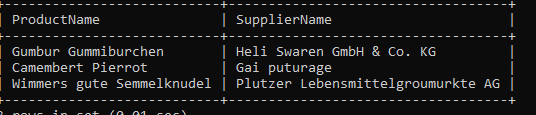 ProductName | SupplierName
Gumbur Gummiburchen | Heli Swaren GmbH & Co. KG
Camembert Pierrot | Gai puturage
Wimmers gute Semmelknudel | Plutzer Lebensmittelgroumurkte AG
rows in set (0.01 sec)